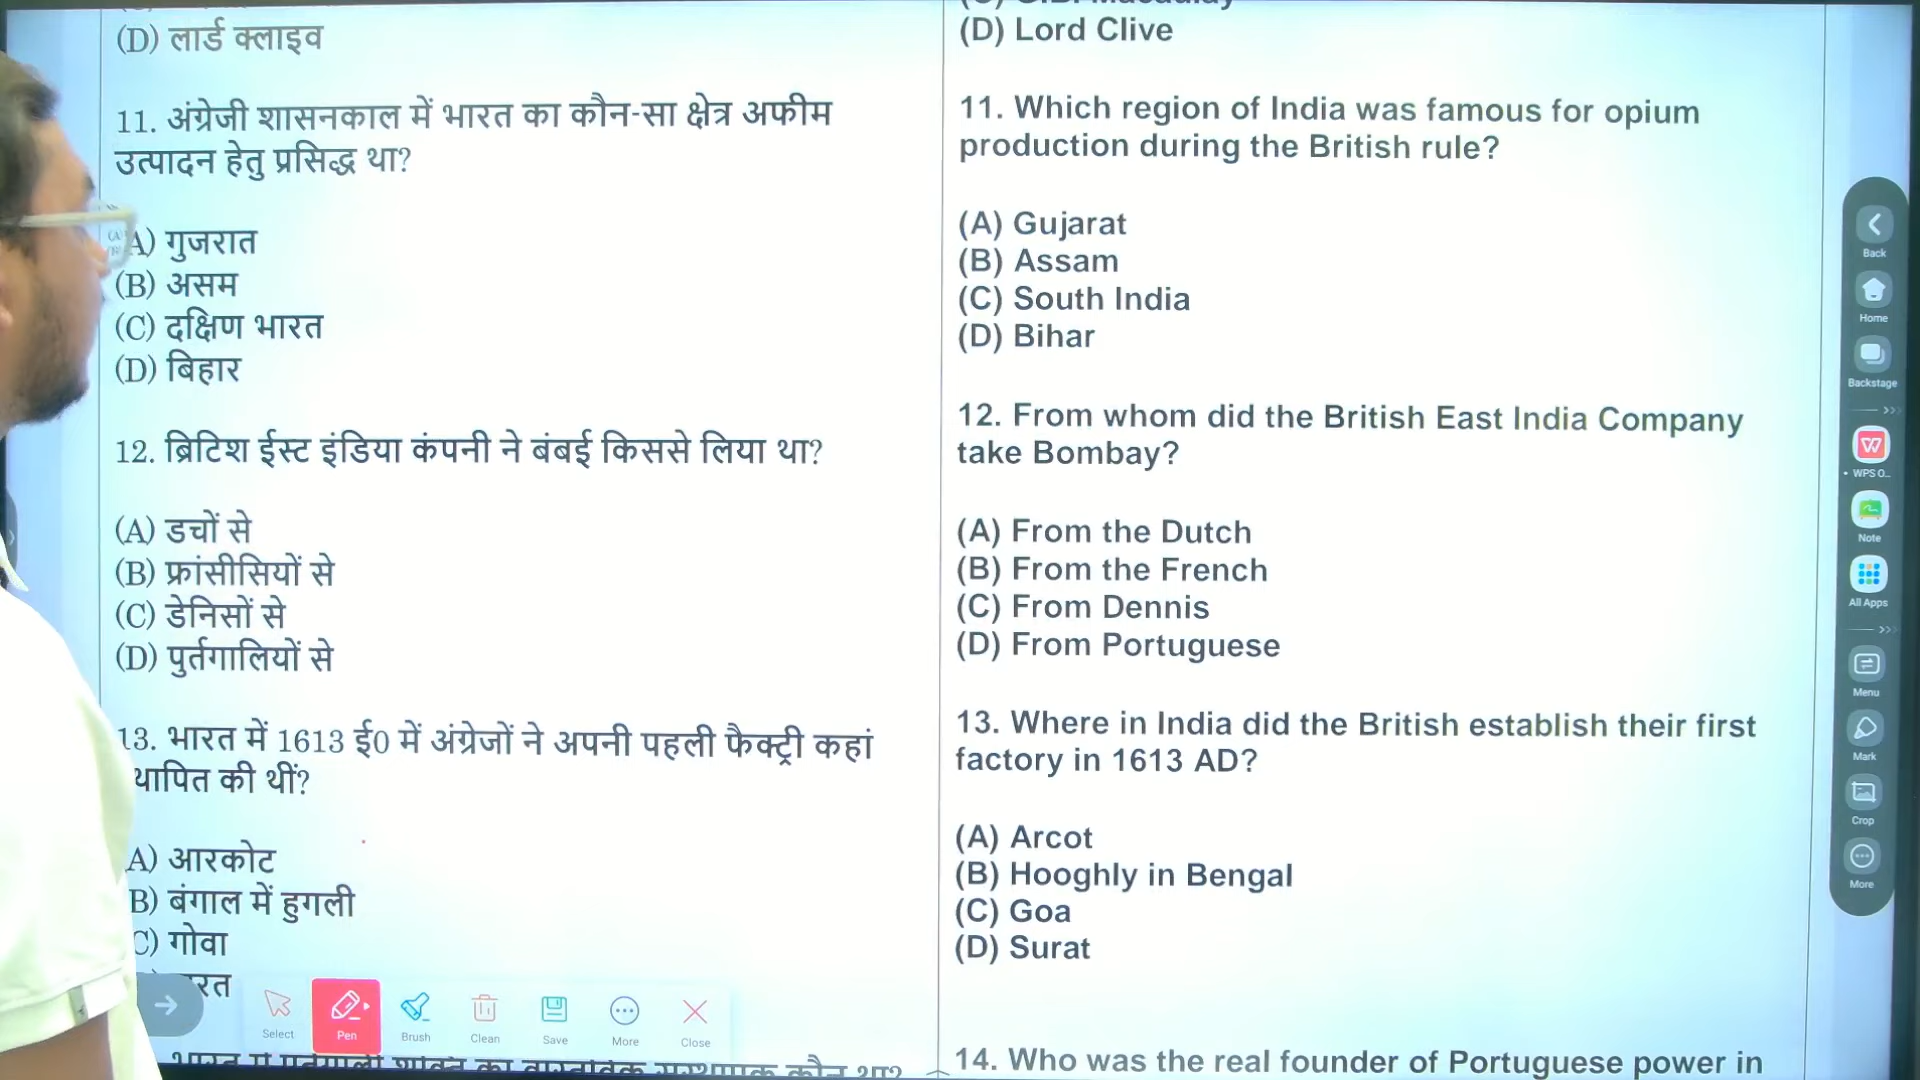 (D) लार्ड क्लाइव
11. अंग्रेजी शासनकाल में भारत का कौन-सा क्षेत्र अफीम
उत्पादन हेतु प्रसिद्ध था?
A) गुजरात
(B) असम
(C) दक्षिण भारत
(D) बिहार
12. ब्रिटिश ईस्ट इंडिया कंपनी ने बंबई किससे लिया था?
(A) डचों से
(B) फ्रांसीसियों से
(C) डेनिसों से
(D) पुर्तगालियों से
13. भारत में 1613 ई0 में अंग्रेजों ने अपनी पहली फैक्ट्री कहां
थापित की थीं?
A) आरकोट
B) बंगाल में हुगली
C) गोवा
रत
(D) Lord Clive
11. Which region of India was famous for opium
production during the British rule?
(A) Gujarat
(B) Assam
(C) South India
(D) Bihar
12. From whom did the British East India Company
take Bombay?
(A) From the Dutch
(B) From the French
(C) From Dennis
(D) From Portuguese
13. Where in India did the British establish their first
factory in 1613 AD?
(A) Arcot
(B) Hooghly in Bengal
(C) Goa
(D) Surat
14. Who was the real founder of Portuguese power in
Back
Home
Backstage
WPS O...
Note
All Apps
Menu
Mark
Crop
More
Select
Pen
Brush
Clean
Save
More
Close